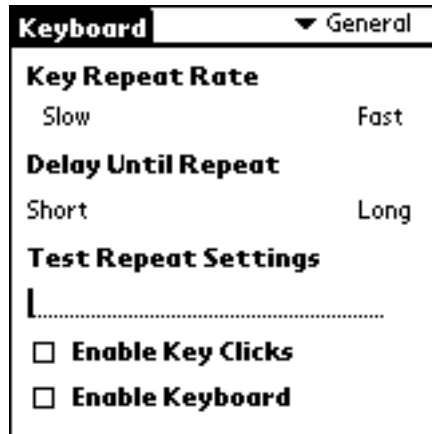 Keyboard General
Key Repeat Rate
Slow Fast
Delay Until Repeat
Short Long
Test Repeat Settings
Enable Key Clicks
Enable Keyboard